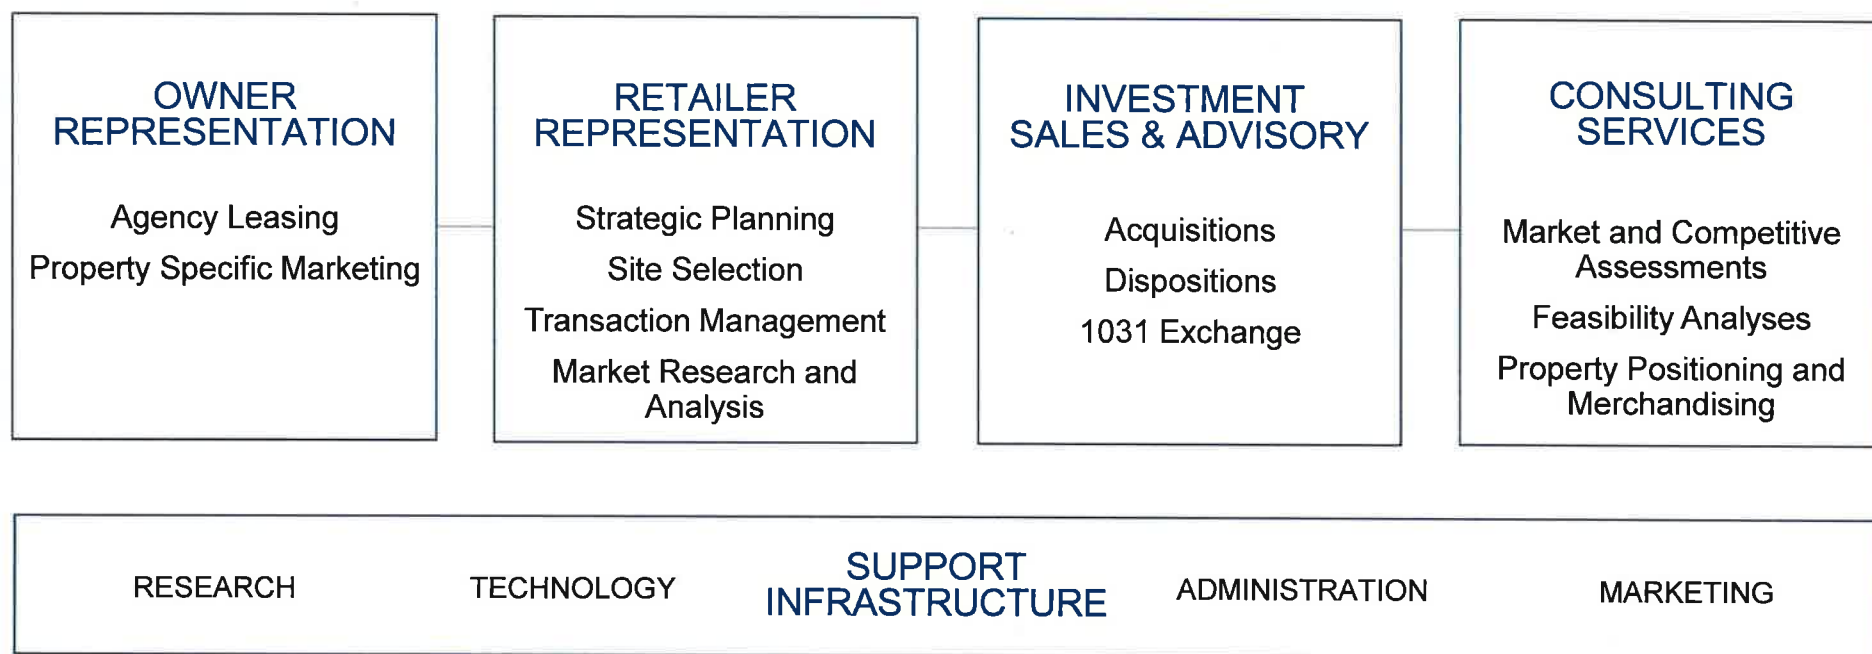 OWNER
REPRESENTATION
Agency Leasing
Property Specific Marketing
RETAILER
REPRESENTATION
Strategic Planning
Site Selection
Transaction Management
Market Research and
Analysis
INVESTMENT
SALES & ADVISORY
Acquisitions
Dispositions
1031 Exchange
CONSULTING
SERVICES
Market and Competitive
Assessments
Feasibility Analyses
Property Positioning and
Merchandising
RESEARCH
TECHNOLOGY
SUPPORT
INFRASTRUCTURE
ADMINISTRATION
MARKETING